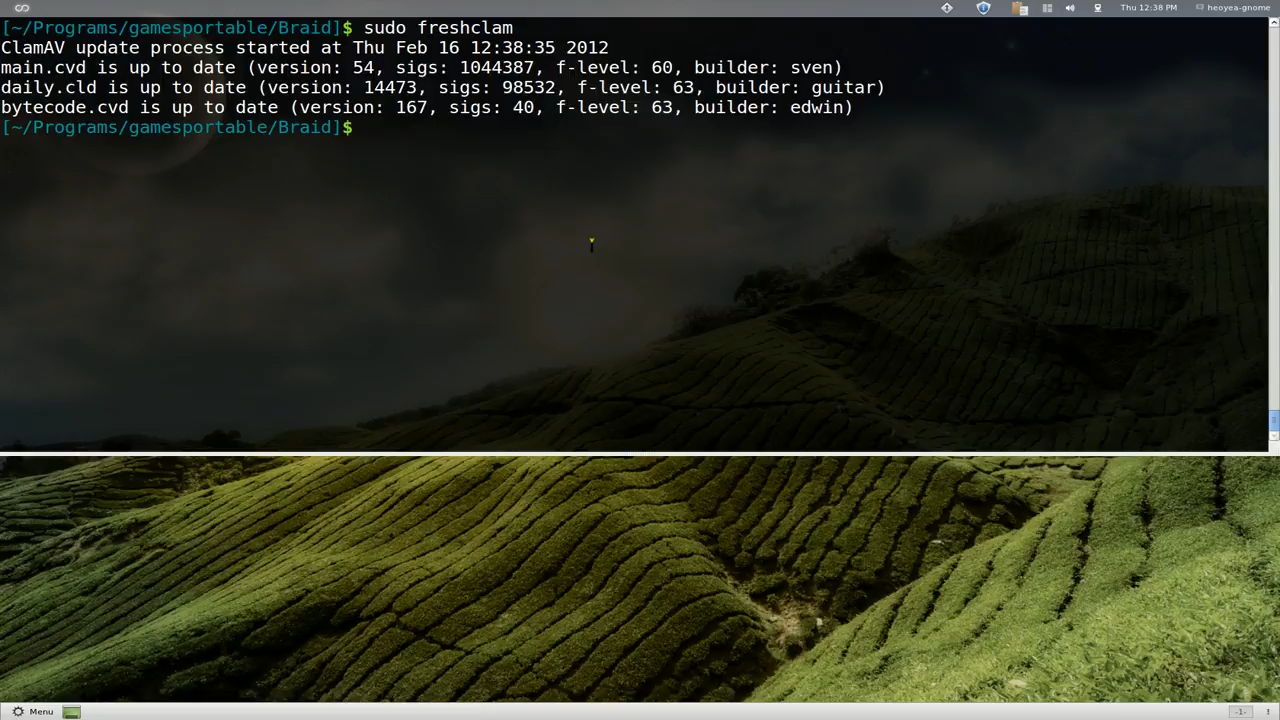 Thu 12:38 PM
heoyea-gnome
[~/Programs/gamesportable/Braid]$ sudo freshclam
ClamAV update process started at Thu Feb 16 12:38:35 2012
main.cvd is up to date (version: 54, sigs: 1044387, f-level: 60, builder: sven)
daily.cld is up to date (version: 14473, sigs: 98532, f-level: 63, builder: guitar)
bytecode.cvd is up to date (version: 167, sigs: 40, f-level: 63, builder: edwin)
[~/Programs/gamesportable/Braid]$
Menu
-1-